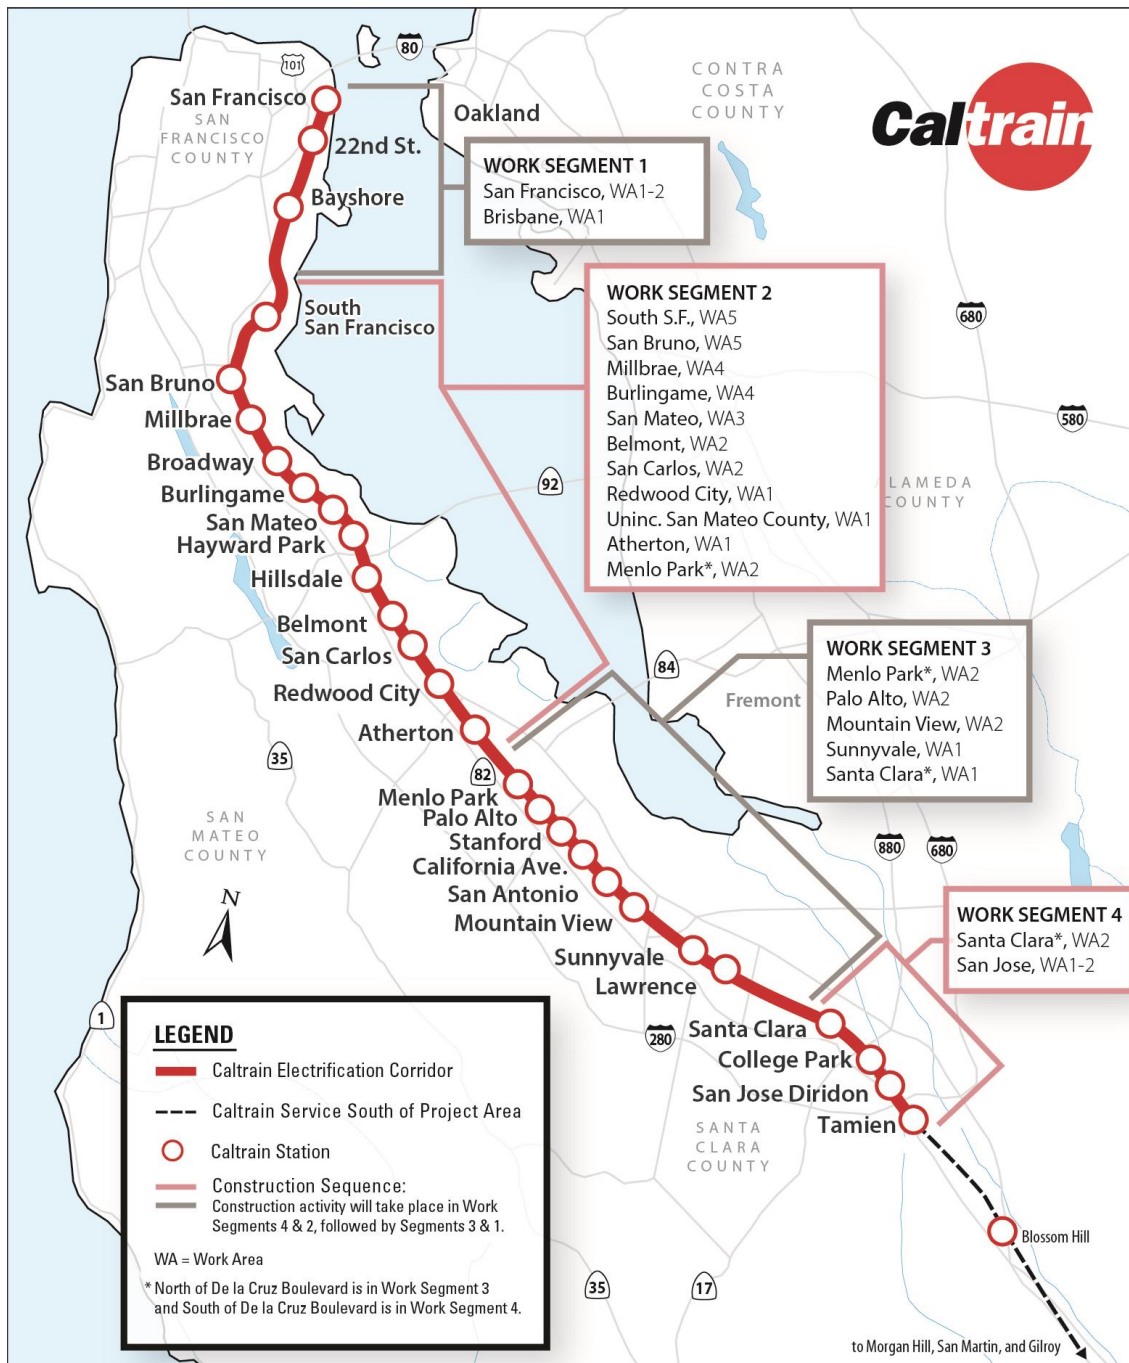 80
101
CONTRA
COSTA
COUNTY
Caltrain
San Francisco
SAN
FRANCISCO
COUNTY
Oakland
22nd St.
WORK SEGMENT 1
San Francisco, WA1-2
Brisbane, WA1
Bayshore
WORK SEGMENT 2
South S.F., WA5
San Bruno, WA5
Millbrae, WA4
Burlingame, WA4
San Mateo, WA3
Belmont, WA2
San Carlos, WA2
Redwood City, WA1
Uninc. San Mateo County, WA1
Atherton, WA1
Menlo Park*, WA2
680
580
South
San Francisco
San Bruno
Millbrae
Broadway
Burlingame
San Mateo
Hayward Park
92
ALAMEDA
COUNTY
Hillsdale
Belmont
San Carlos
Redwood City
Atherton
84
Fremont
WORK SEGMENT 3
Menlo Park*, WA2
Palo Alto, WA2
Mountain View, WA2
Sunnyvale, WA1
Santa Clara*, WA1
35
82
Menlo Park
Palo Alto
Stanford
California Ave.
San Antonio
Mountain View
SAN
MATEO
COUNTY
880
680
N
WORK SEGMENT 4
Santa Clara*, WA2
San Jose, WA1-2
Sunnyvale
Lawrence
1
280
Santa Clara
College Park
San Jose Diridon
Tamien
SANTA
CLARA
COUNTY
LEGEND
Caltrain Electrification Corridor
Caltrain Service South of Project Area
Caltrain Station
Construction Sequence:
Construction activity will take place in Work
Segments 4 & 2, followed by Segments 3 & 1.
WA = Work Area
* North of De la Cruz Boulevard is in Work Segment 3
and South of De la Cruz Boulevard is in Work Segment 4.
Blossom Hill
35
17
to Morgan Hill, San Martin, and Gilroy